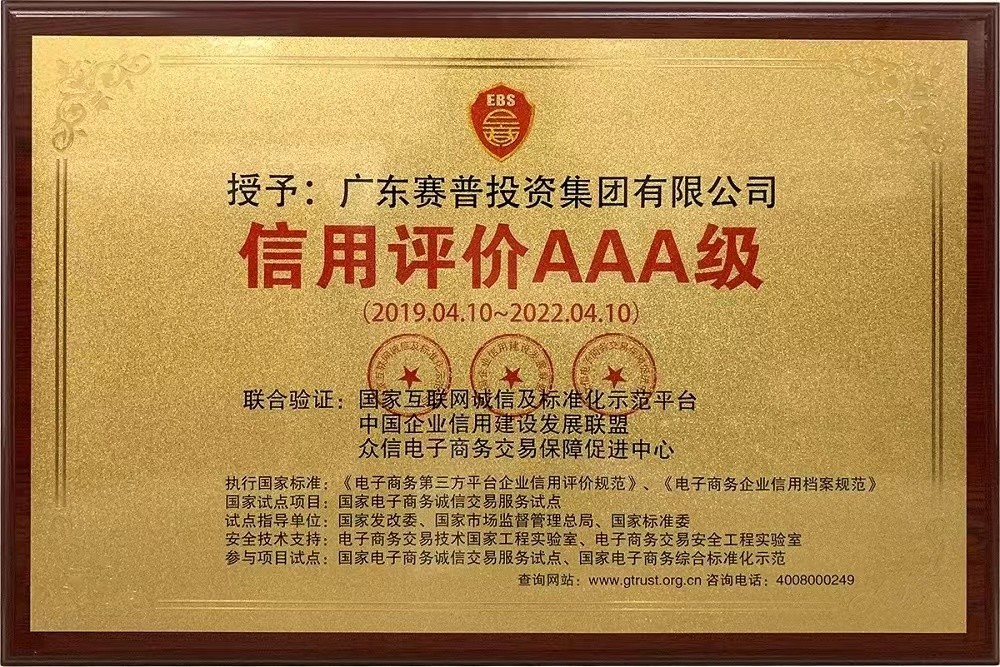 EBS
授予：广东赛普投资集团有限公司
信用评价AAA级
(2019.04.10~2022.04.10)
联合验证：国家互联网诚信及标准化示范平台
中国企业信用建设发展联盟
众信电子商务交易保障促进中心
执行国家标准：《电子商务第三方平台企业信用评价规范》、《电子商务企业信用档案规范》
国家试点项目：国家电子商务诚信交易服务试点
试点指导单位：国家发改委、国家市场监督管理总局、国家标准委
安全技术支持：电子商务交易技术国家工程实验室、电子商务交易安全工程实验室
参与项目试点：国家电子商务诚信交易服务试点、国家电子商务综合标准化示范
查询网站：www.gtrust.org.cn 咨询电话：4008000249